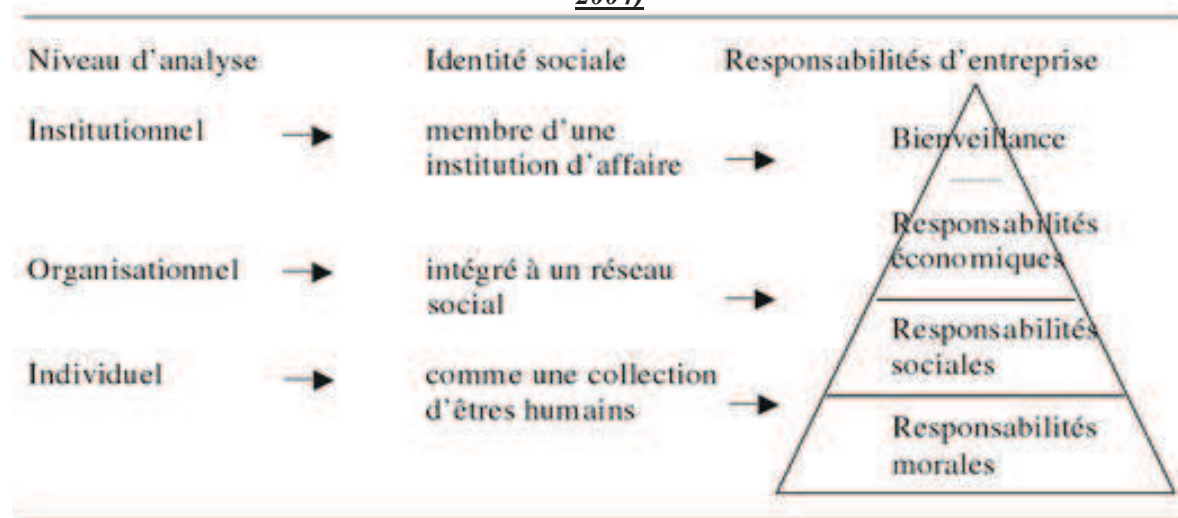 2004)
Niveau d'analyse Identité sociale Responsabilités d'entreprise
Institutionnel membre d'une institution d'affaire Bienveillance
Responsabilités économiques
Organisationnel intégré à un réseau social
Responsabilités sociales
Individuel comme une collection d'êtres humains
Responsabilités morales